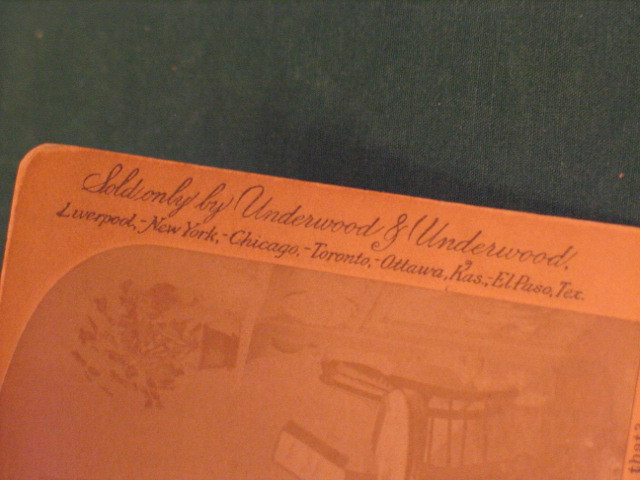 Sold only by Underwood & Underwood.
Liverpool,-New York,-Chicago,-Toronto,-Ottawa, Kas.,-El Paso, Tex.